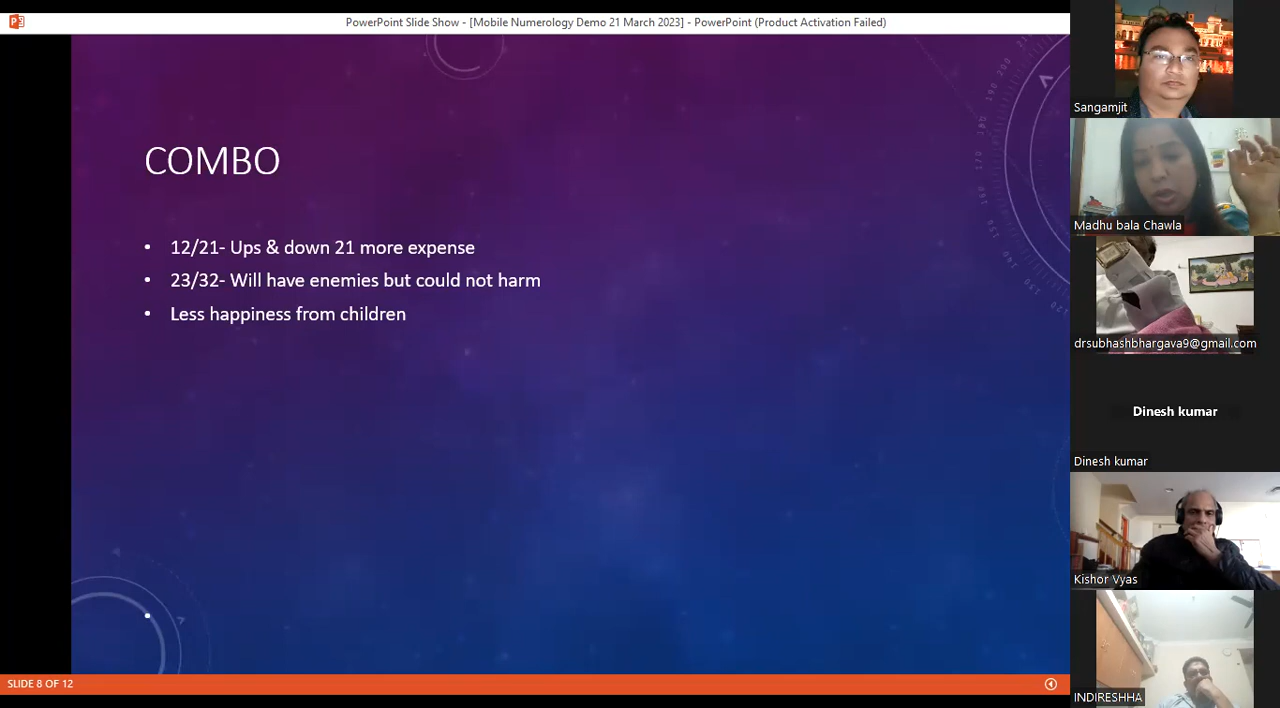 PowerPoint Slide Show - [Mobile Numerology Demo 21 March 2023] - PowerPoint (Product Activation Failed)
COMBO
• 12/21- Ups & down 21 more expense
• 23/32- Will have enemies but could not harm
• Less happiness from children
•
SLIDE 8 OF 12
Sangamjit
Madhu bala Chawla
drsubhashbhargava9@gmail.com
Dinesh kumar
Dinesh kumar
Kishor Vyas
INDIRESHHA